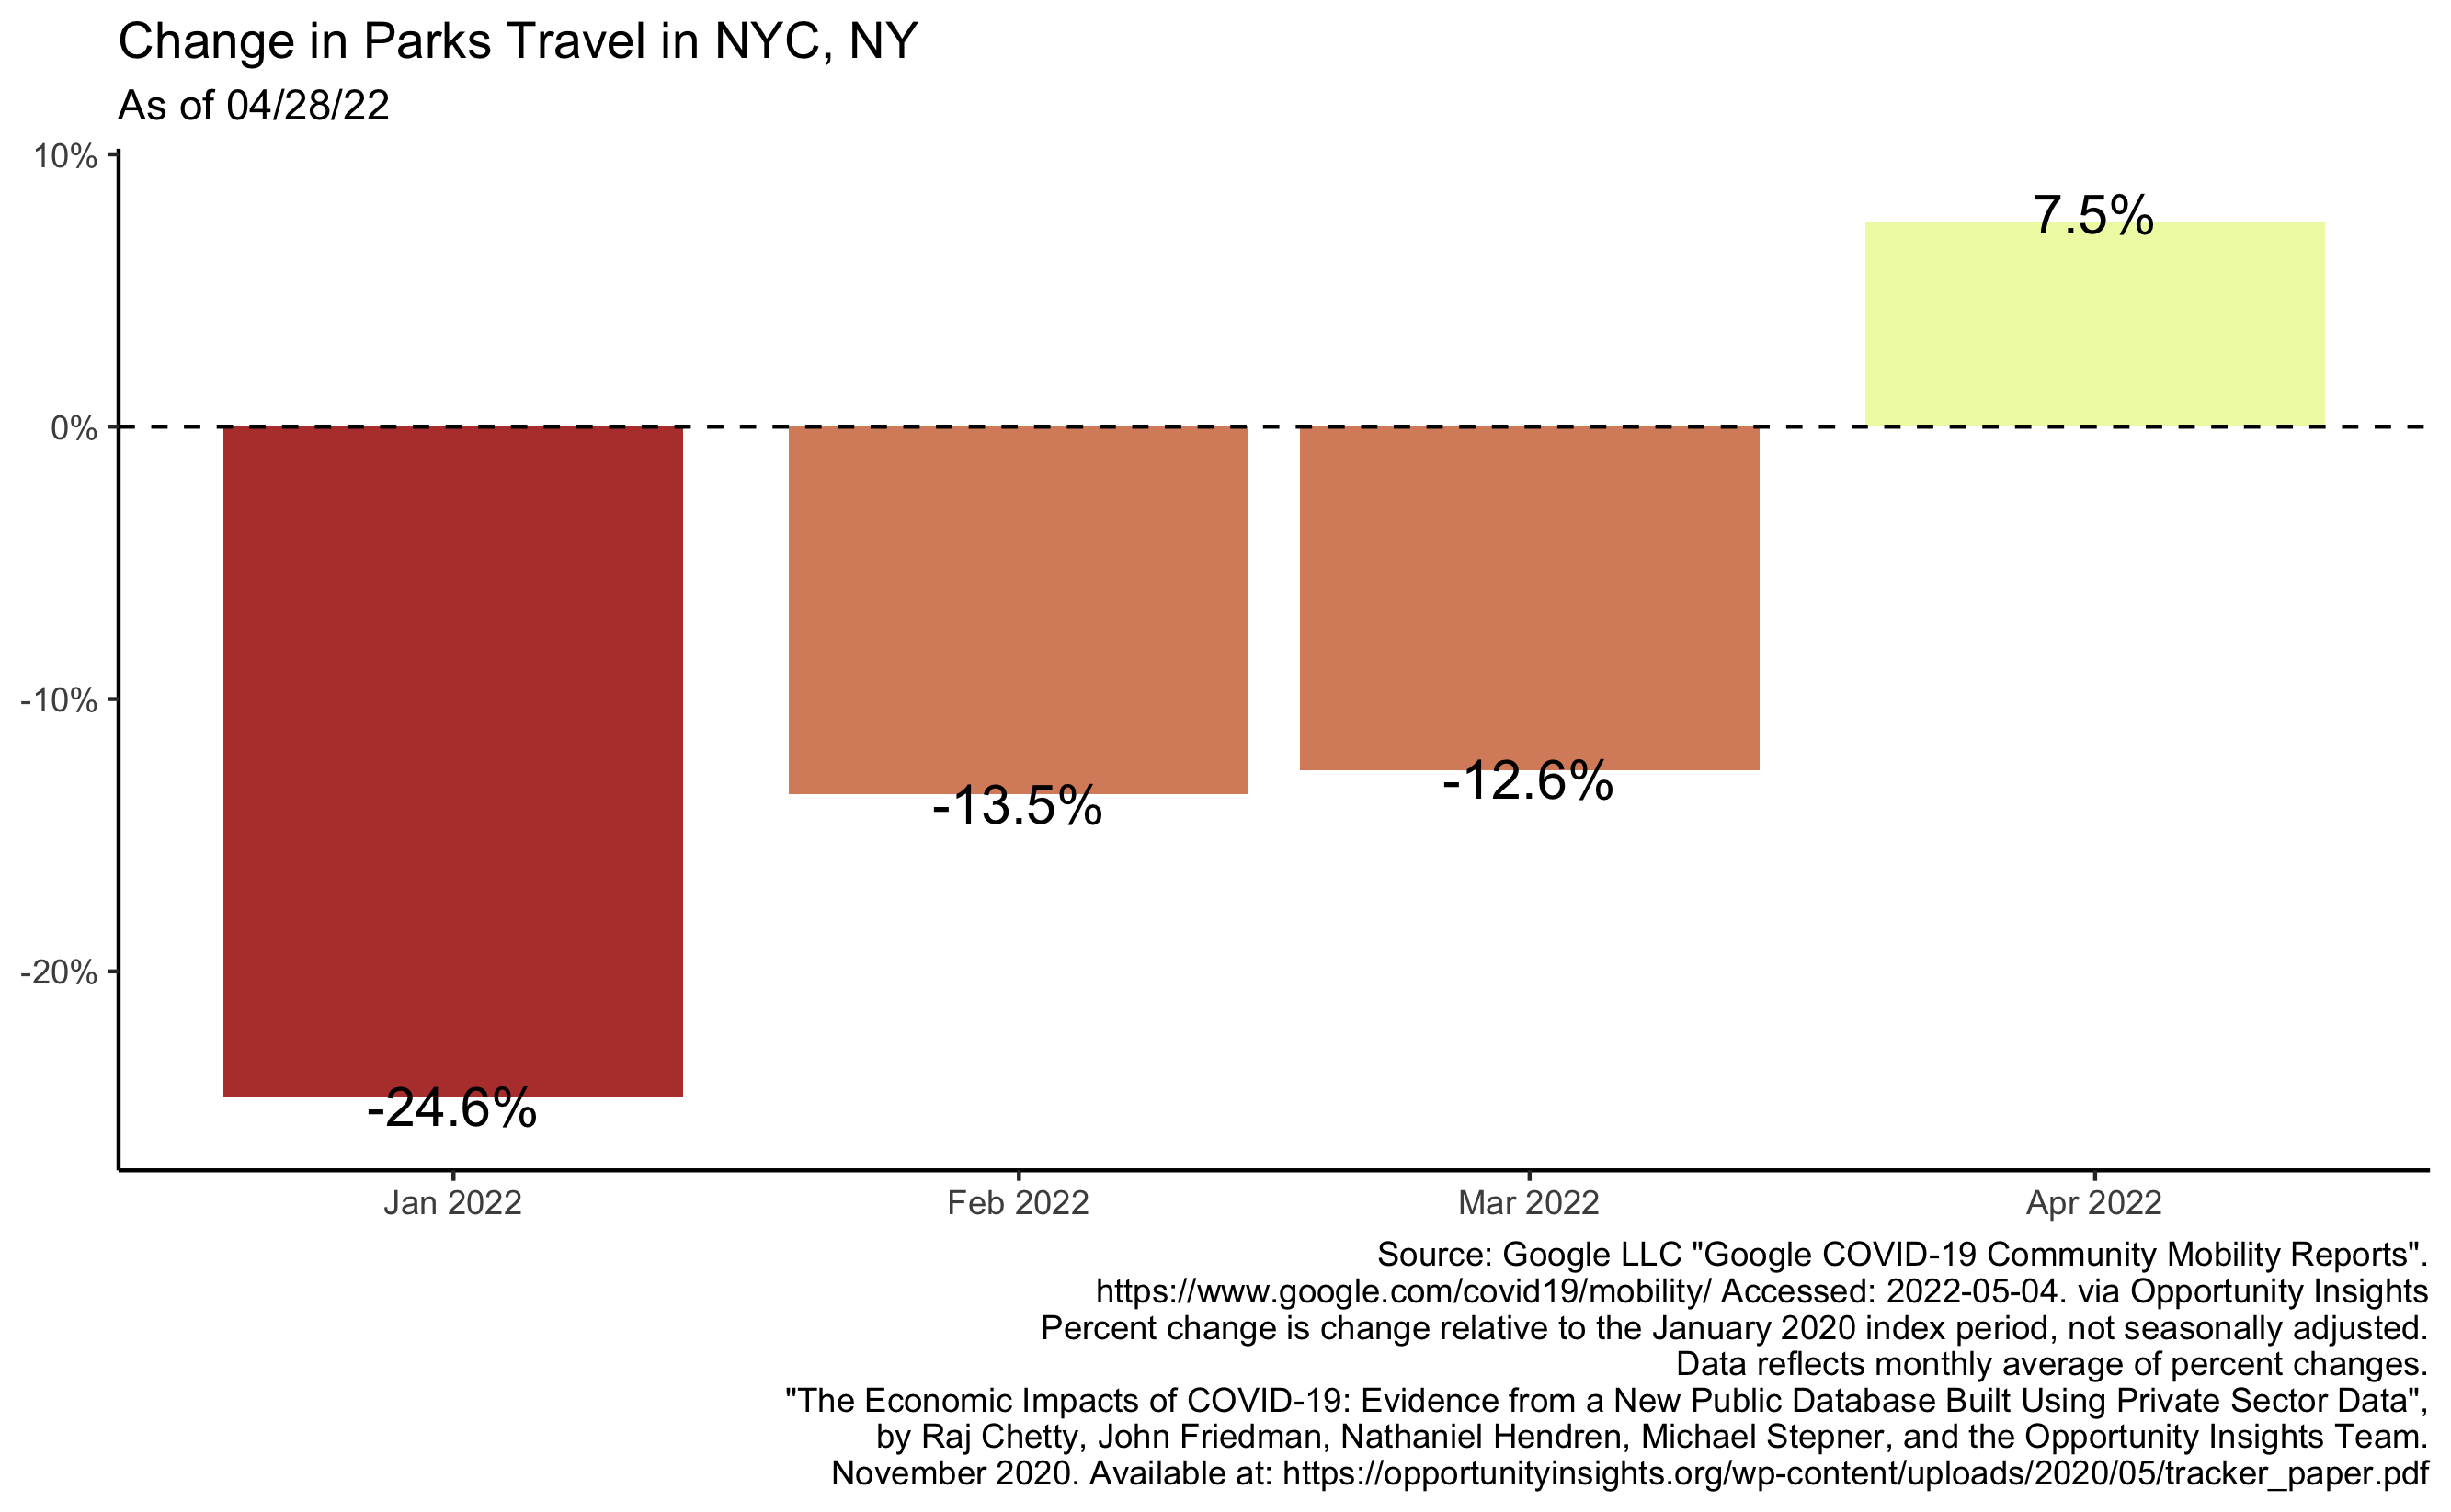 Change in Parks Travel in NYC, NY
As of 04/28/22
10%
0%
-10%
-20%
7.5%
-12.6%
-13.5%
-24.6%
Jan 2022
Feb 2022
Mar 2022
Apr 2022
Source: Google LLC "Google COVID-19 Community Mobility Reports".
https://www.google.com/covid19/mobility/ Accessed: 2022-05-04. via Opportunity Insights
Percent change is change relative to the January 2020 index period, not seasonally adjusted.
Data reflects monthly average of percent changes.
"The Economic Impacts of COVID-19: Evidence from a New Public Database Built Using Private Sector Data",
by Raj Chetty, John Friedman, Nathaniel Hendren, Michael Stepner, and the Opportunity Insights Team.
November 2020. Available at: https://opportunityinsights.org/wp-content/uploads/2020/05/tracker_paper.pdf